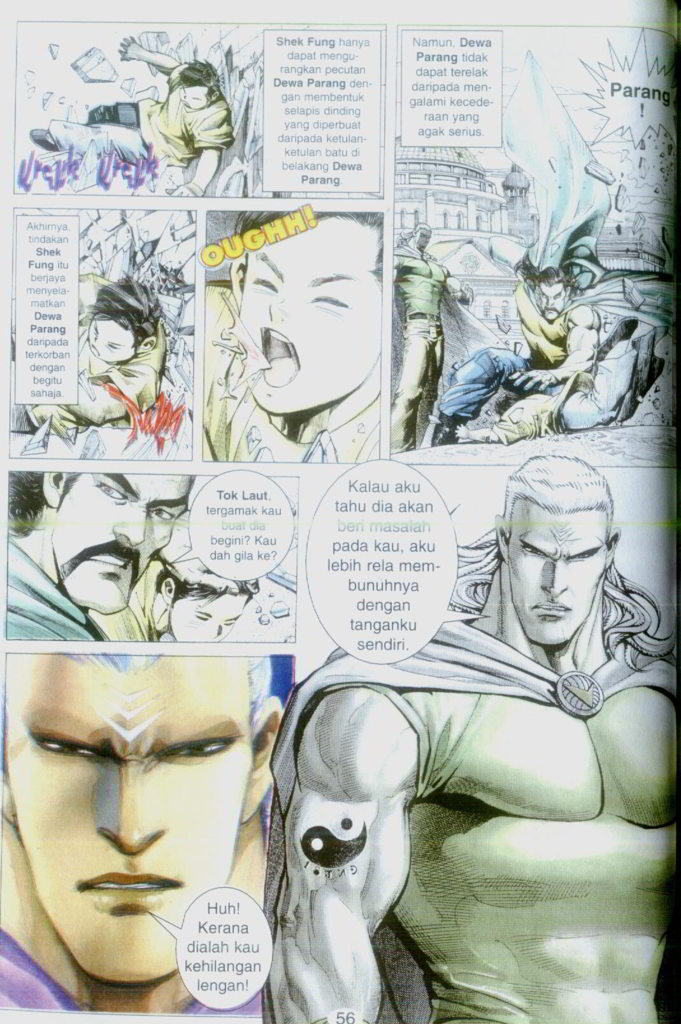 Shek Fung hanya
dapat mengu-
rangkan pecutan
Dewa Parang de-
ngan membentuk
selapis dinding
yang diperbuat
daripada ketulan-
ketulan batu di
belakang Dewa
Parang.
Namun, Dewa
Parang tidak
dapat terelak
daripada men-
galami kecede-
raan yang
agak serius.
Parang
!
Akhirnya,
tindakan
Shek
Fung itu
berjaya
menyela-
matkan
Dewa
Parang
daripada
terkorban
dengan
begitu
sahaja.
OUGHH!
Tok Laut,
tergamak kau
buat dia
begini? Kau
dah gila ke?
Kalau aku
tahu dia akan
beri masalah
pada kau, aku
lebih rela mem-
bunuhnya
dengan
tanganku
sendiri.
Huh!
Kerana
dialah kau
kehilangan
lengan!
56